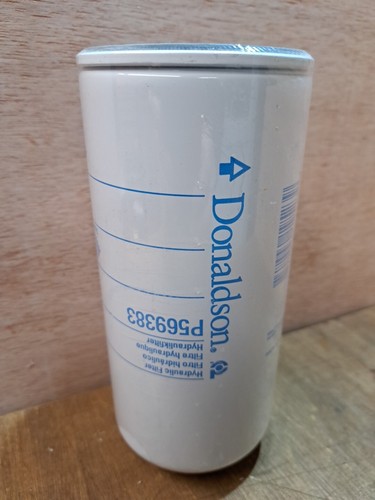 Donaldson®
P569383
Hydraulic Filter
Filtro hidráulico
Filtre hydraulique
Hydraulikfilter